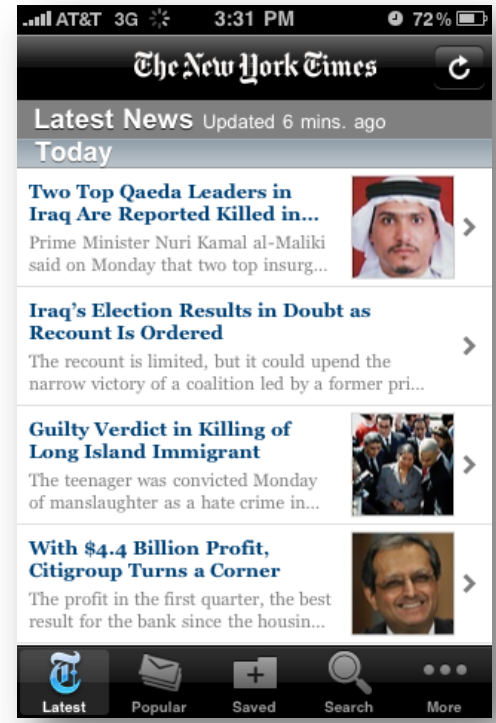 AT&T 3G 3:31 PM 72%
The New York Times
Latest News Updated 6 mins. ago
Today
Two Top Qaeda Leaders in
Iraq Are Reported Killed in...
Prime Minister Nuri Kamal al-Maliki
said on Monday that two top insurg...
Iraq's Election Results in Doubt as
Recount Is Ordered
The recount is limited, but it could upend the
narrow victory of a coalition led by a former pri...
Guilty Verdict in Killing of
Long Island Immigrant
The teenager was convicted Monday
of manslaughter as a hate crime in...
With $4.4 Billion Profit,
Citigroup Turns a Corner
The profit in the first quarter, the best
result for the bank since the housin...
Latest Popular Saved Search More